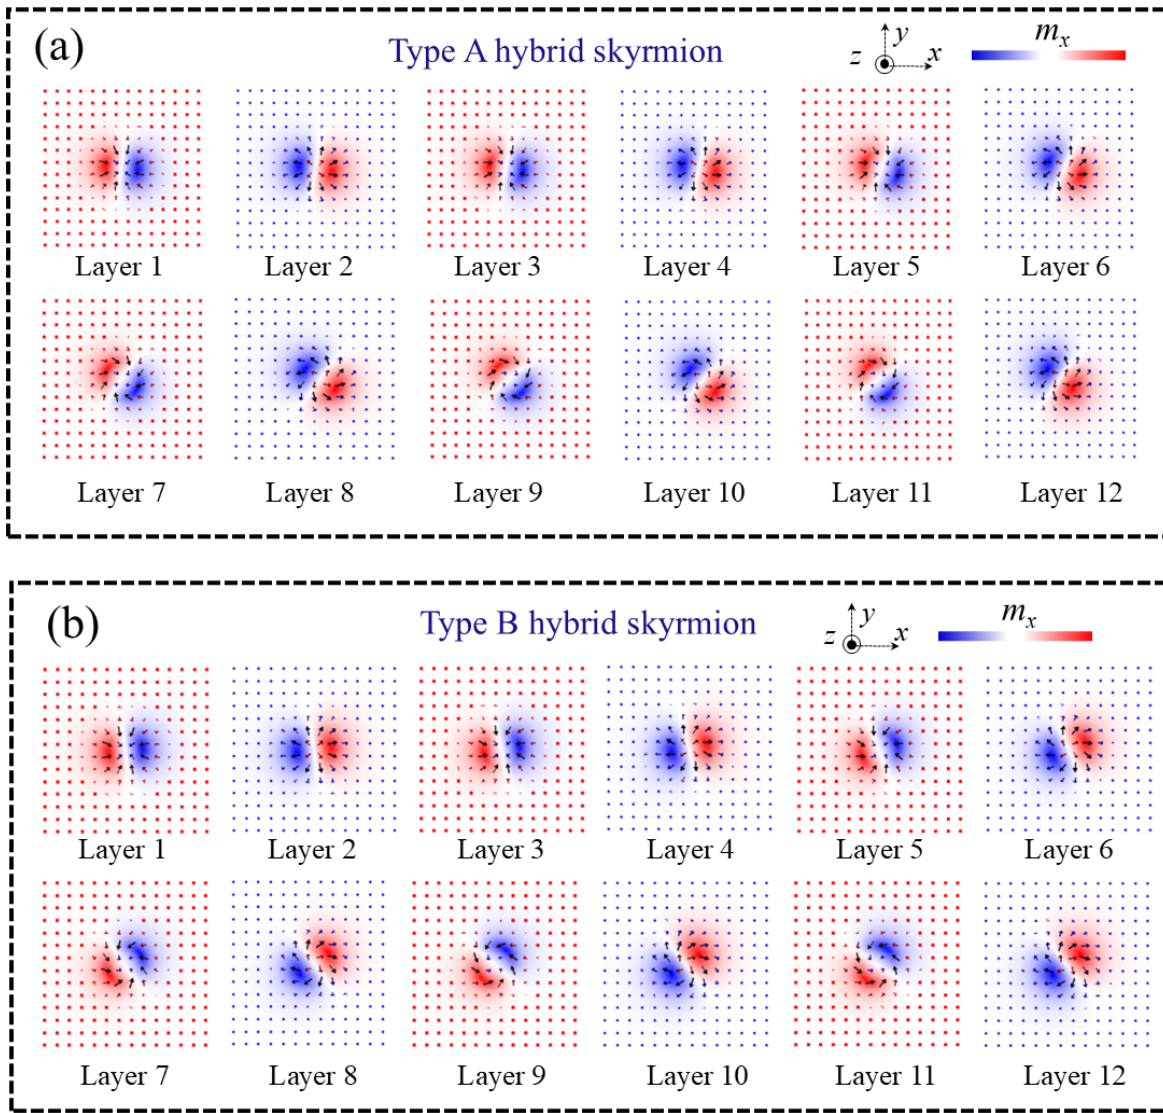 (a)
Type A hybrid skyrmion
y
z
x
m_x
Layer 1 Layer 2 Layer 3 Layer 4 Layer 5 Layer 6
Layer 7 Layer 8 Layer 9 Layer 10 Layer 11 Layer 12
(b)
Type B hybrid skyrmion
y
z
x
m_x
Layer 1 Layer 2 Layer 3 Layer 4 Layer 5 Layer 6
Layer 7 Layer 8 Layer 9 Layer 10 Layer 11 Layer 12